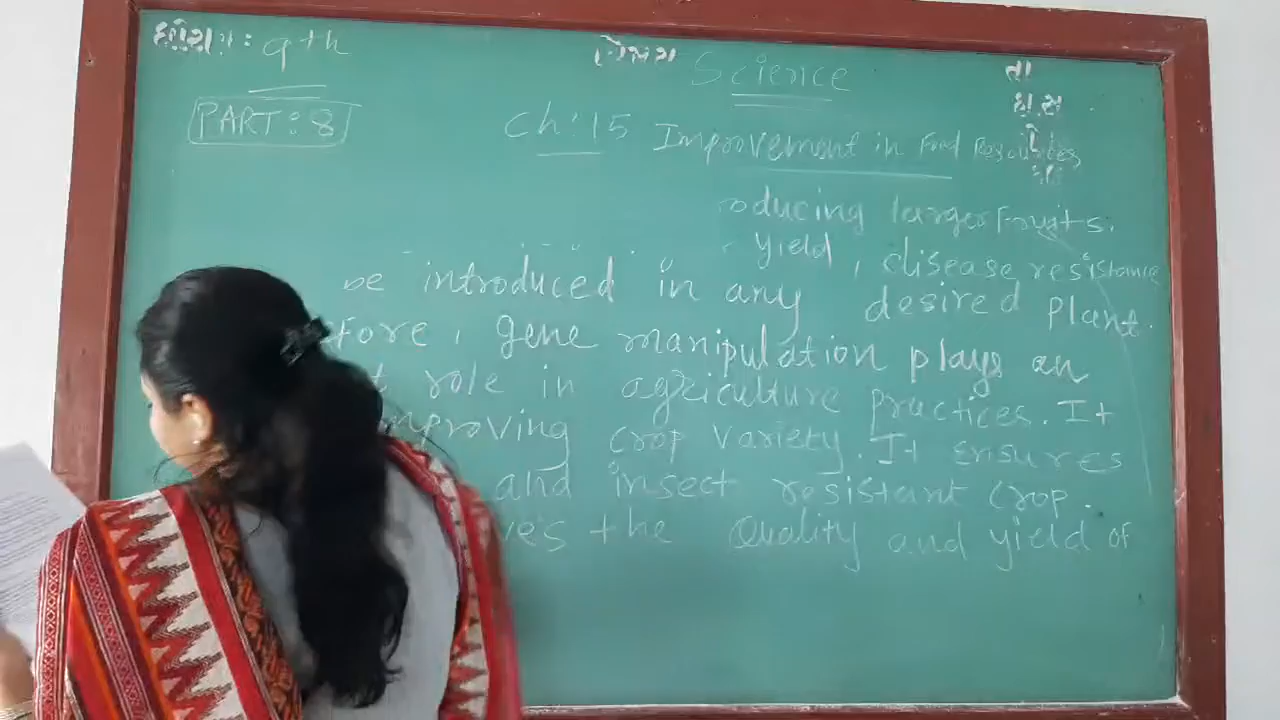 ધોરણ : 9th વિષય Science તા
PART : 8 Ch : 15 Improvement in Food Resources
oducing larger Fruits.
yield , disease resistance
be introduced in any desired plant.
fore , gene manipulation plays an
t role in agriculture practices. It
mproving crop variety. It ensures
and insect resistant crop.
ves the Quality and yield of